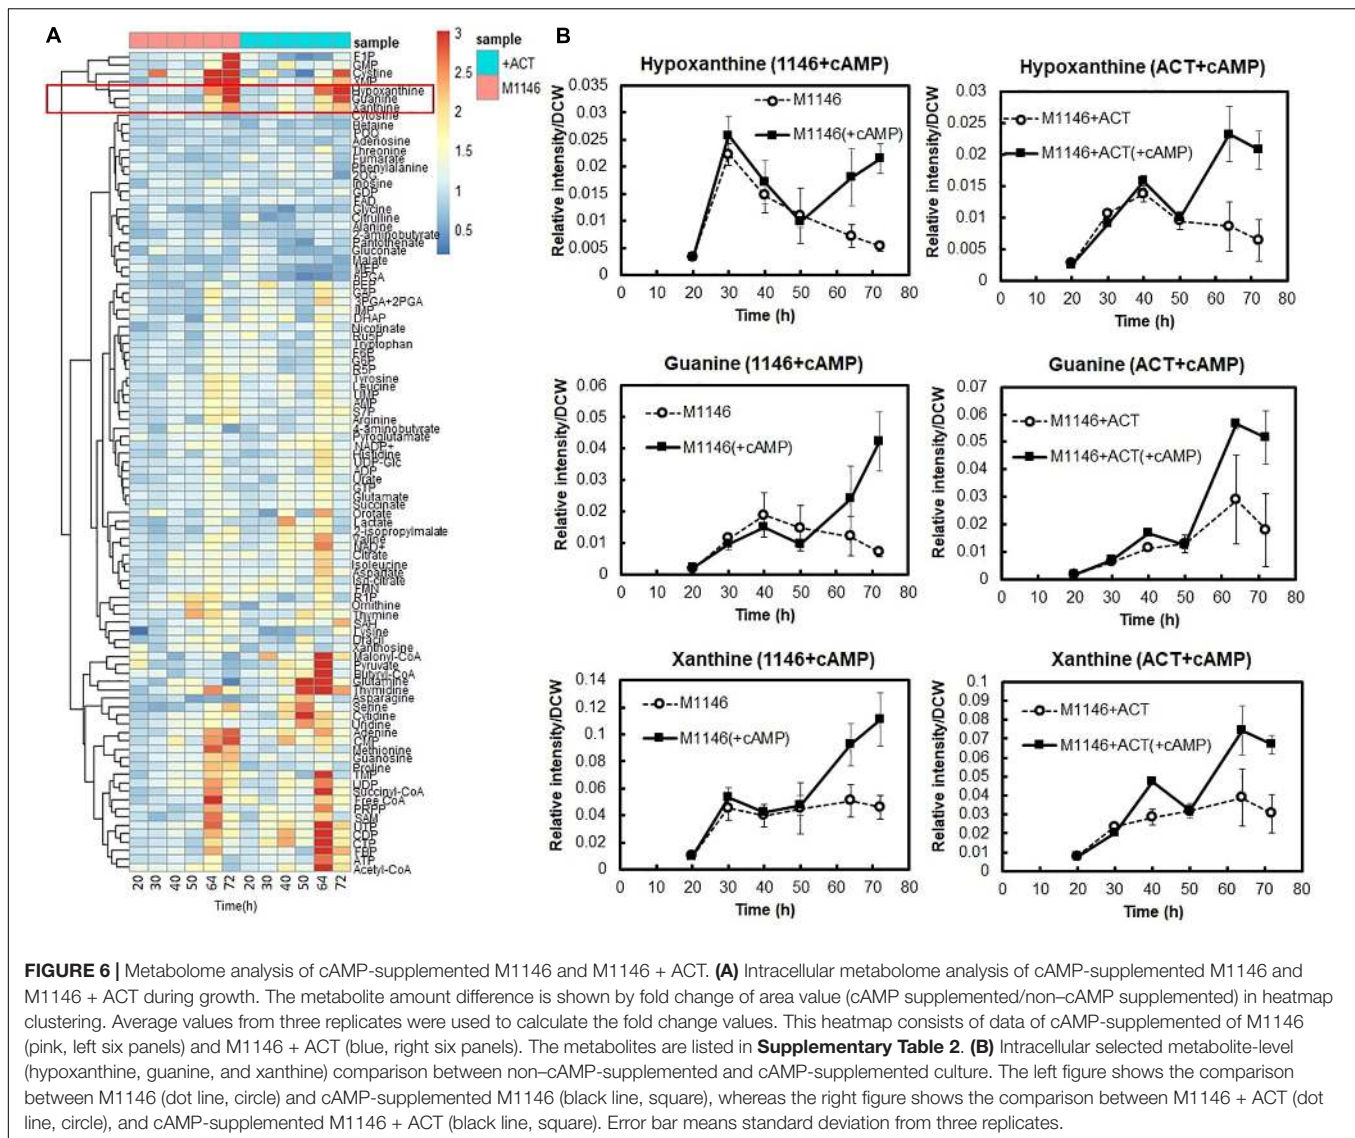 A
sample
3
2.5
2
1.5
1
0.5
sample
+ACT
M1146
F1P
GMP
Cystine
XMP
Hypoxanthine
Guanine
Xanthine
Cytosine
Betaine
PQQ
Adenosine
Threonine
Fumarate
Phenylalanine
2OG
Inosine
GDP
FAD
Glycine
Citrulline
Alanine
2-aminobutyrate
Pantothenate
Gluconate
Malate
MEP
6PGA
PEP
GAP
3PGA+2PGA
IMP
DHAP
Nicotinate
Ru5P
Tryptophan
F6P
G6P
R5P
Tyrosine
Leucine
UMP
AMP
S7P
Arginine
4-aminobutyrate
Pyroglutamate
NADP+
Histidine
UDP-Glc
ADP
Urate
GTP
Glutamate
Succinate
Orotate
Lactate
2-isopropylmalate
Valine
NAD+
Citrate
Isoleucine
Aspartate
Iso-citrate
FMN
R1P
Ornithine
Thymine
SAH
Lysine
Uracil
Xanthosine
Malonyl-CoA
Pyruvate
Butyryl-CoA
Glutamine
Thymidine
Asparagine
Serine
Cytidine
Uridine
Adenine
CMP
Methionine
Guanosine
Proline
TMP
UDP
Succinyl-CoA
Free CoA
PRPP
SAM
UTP
CDP
CTP
FBP
ATP
Acetyl-CoA
20 30 40 50 64 72 20 30 40 50 64 72
Time(h)
B
Hypoxanthine (1146+cAMP)
Relative intensity/DCW
0.035
0.03
0.025
0.02
0.015
0.01
0.005
0
M1146
M1146(+cAMP)
0 10 20 30 40 50 60 70 80
Time (h)
Hypoxanthine (ACT+cAMP)
Relative intensity/DCW
0.03
0.025
0.02
0.015
0.01
0.005
0
M1146+ACT
M1146+ACT(+cAMP)
0 10 20 30 40 50 60 70 80
Time (h)
Guanine (1146+cAMP)
Relative intensity/DCW
0.06
0.05
0.04
0.03
0.02
0.01
0
M1146
M1146(+cAMP)
0 10 20 30 40 50 60 70 80
Time (h)
Guanine (ACT+cAMP)
Relative intensity/DCW
0.07
0.06
0.05
0.04
0.03
0.02
0.01
0
M1146+ACT
M1146+ACT(+cAMP)
0 10 20 30 40 50 60 70 80
Time (h)
Xanthine (1146+cAMP)
Relative intensity/DCW
0.14
0.12
0.1
0.08
0.06
0.04
0.02
0
M1146
M1146(+cAMP)
0 10 20 30 40 50 60 70 80
Time (h)
Xanthine (ACT+cAMP)
Relative intensity/DCW
0.1
0.09
0.08
0.07
0.06
0.05
0.04
0.03
0.02
0.01
0
M1146+ACT
M1146+ACT(+cAMP)
0 10 20 30 40 50 60 70 80
Time (h)
FIGURE 6 | Metabolome analysis of cAMP-supplemented M1146 and M1146 + ACT. (A) Intracellular metabolome analysis of cAMP-supplemented M1146 and
M1146 + ACT during growth. The metabolite amount difference is shown by fold change of area value (cAMP supplemented/non–cAMP supplemented) in heatmap
clustering. Average values from three replicates were used to calculate the fold change values. This heatmap consists of data of cAMP-supplemented of M1146
(pink, left six panels) and M1146 + ACT (blue, right six panels). The metabolites are listed in Supplementary Table 2. (B) Intracellular selected metabolite-level
(hypoxanthine, guanine, and xanthine) comparison between non–cAMP-supplemented and cAMP-supplemented culture. The left figure shows the comparison
between M1146 (dot line, circle) and cAMP-supplemented M1146 (black line, square), whereas the right figure shows the comparison between M1146 + ACT (dot
line, circle), and cAMP-supplemented M1146 + ACT (black line, square). Error bar means standard deviation from three replicates.